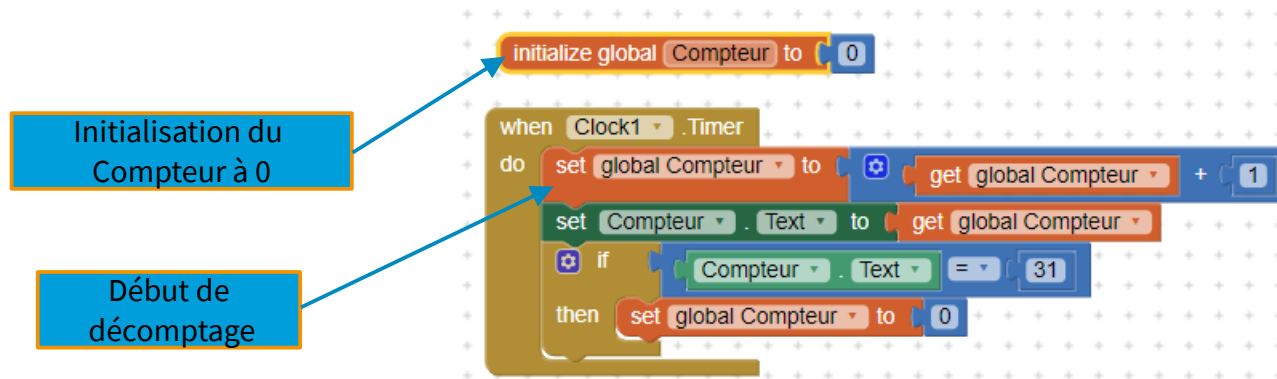 initialize global Compteur to 0
Initialisation du
Compteur à 0
when Clock1 .Timer
do set global Compteur to get global Compteur + 1
set Compteur . Text to get global Compteur
if Compteur . Text = 31
then set global Compteur to 0
Début de
décomptage